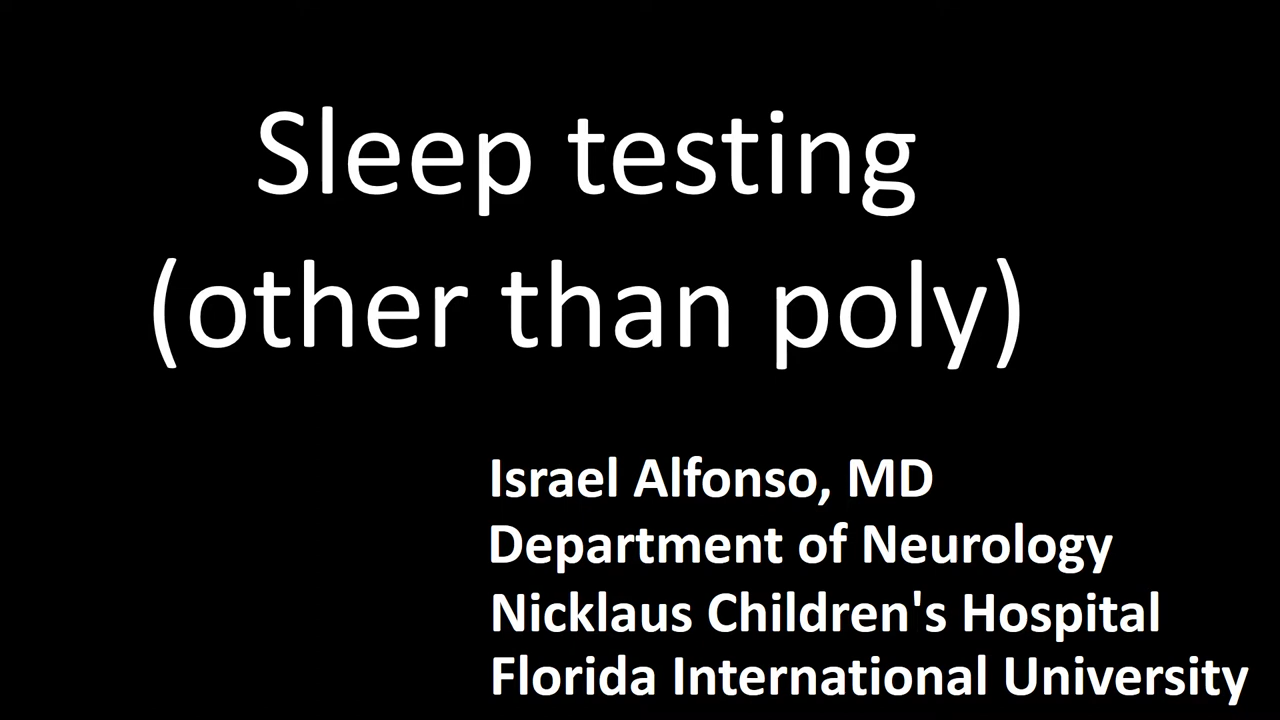 Sleep testing
(other than poly)
Israel Alfonso, MD
Department of Neurology
Nicklaus Children's Hospital
Florida International University